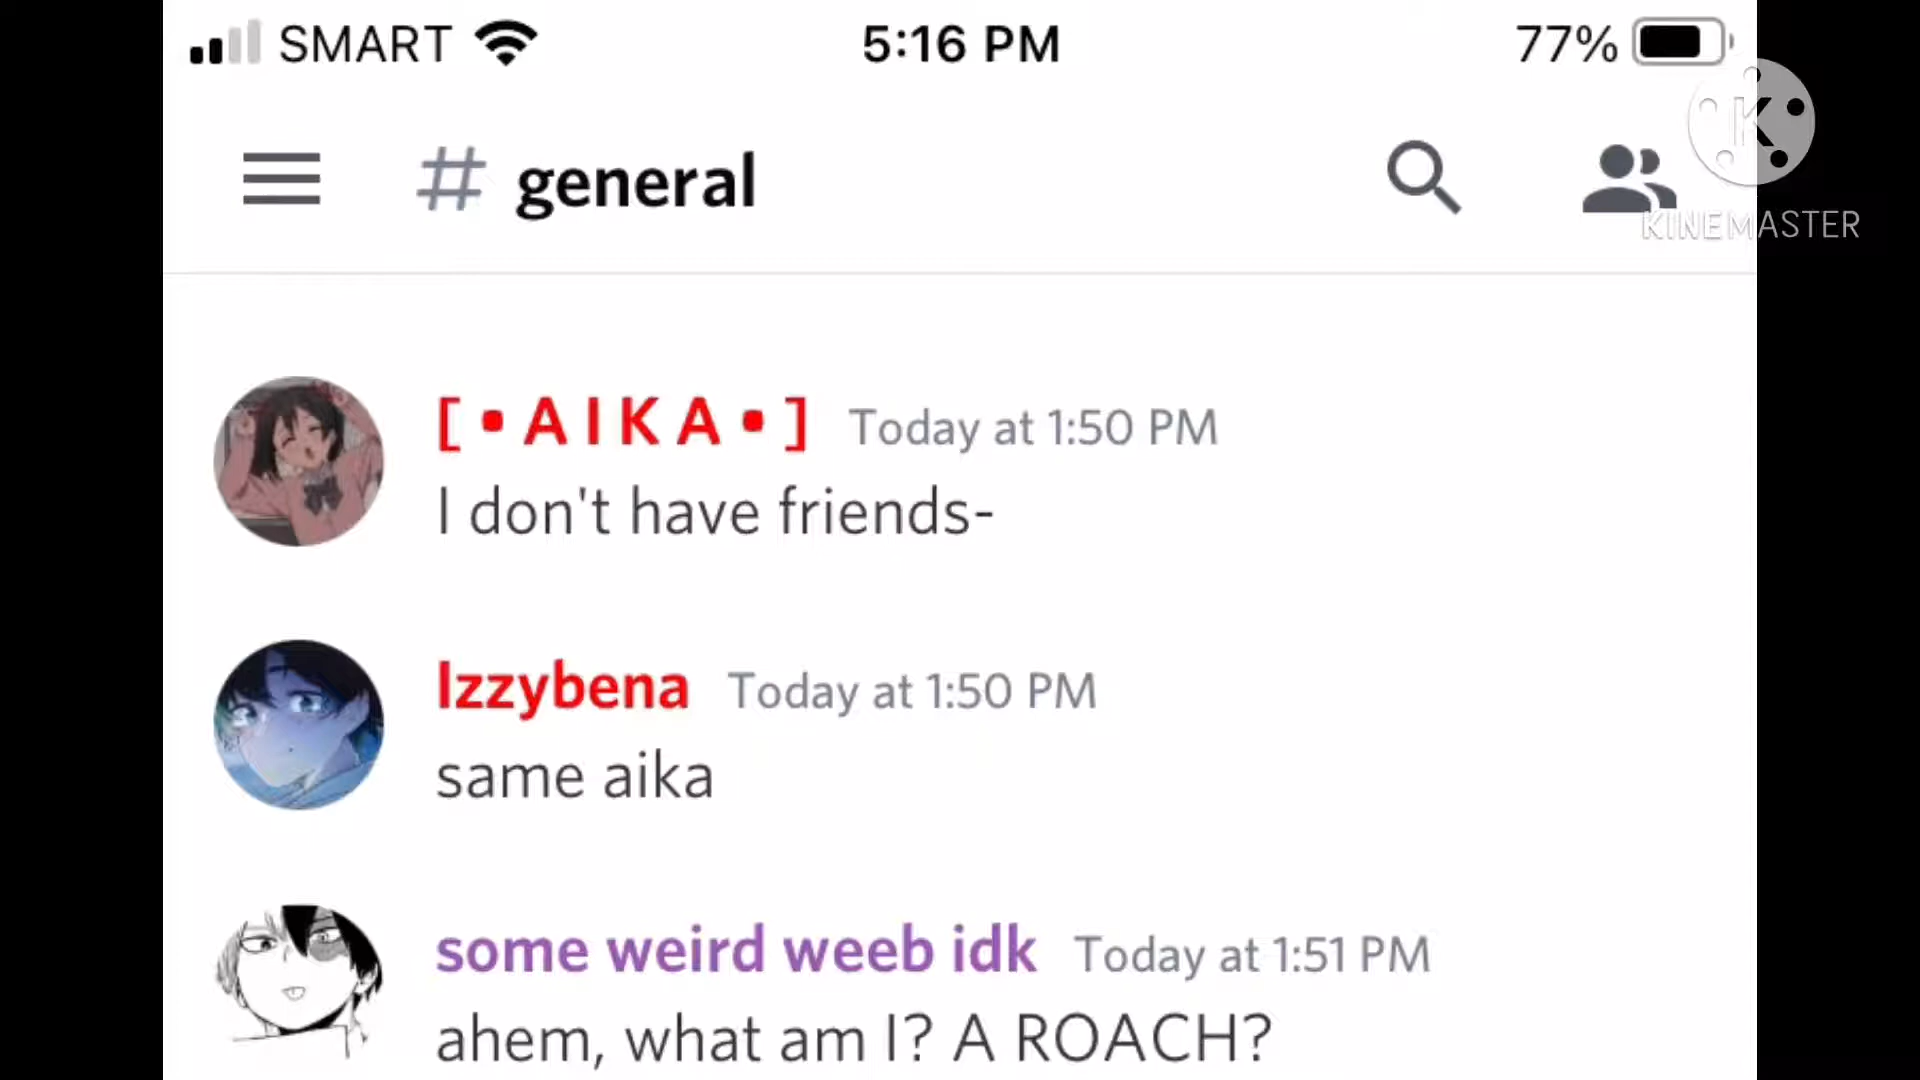 SMART 5:16 PM 77%
# general
K
KINEMASTER
[ • A I K A • ] Today at 1:50 PM
I don't have friends-
Izzybena Today at 1:50 PM
same aika
some weird weeb idk Today at 1:51 PM
ahem, what am I? A ROACH?